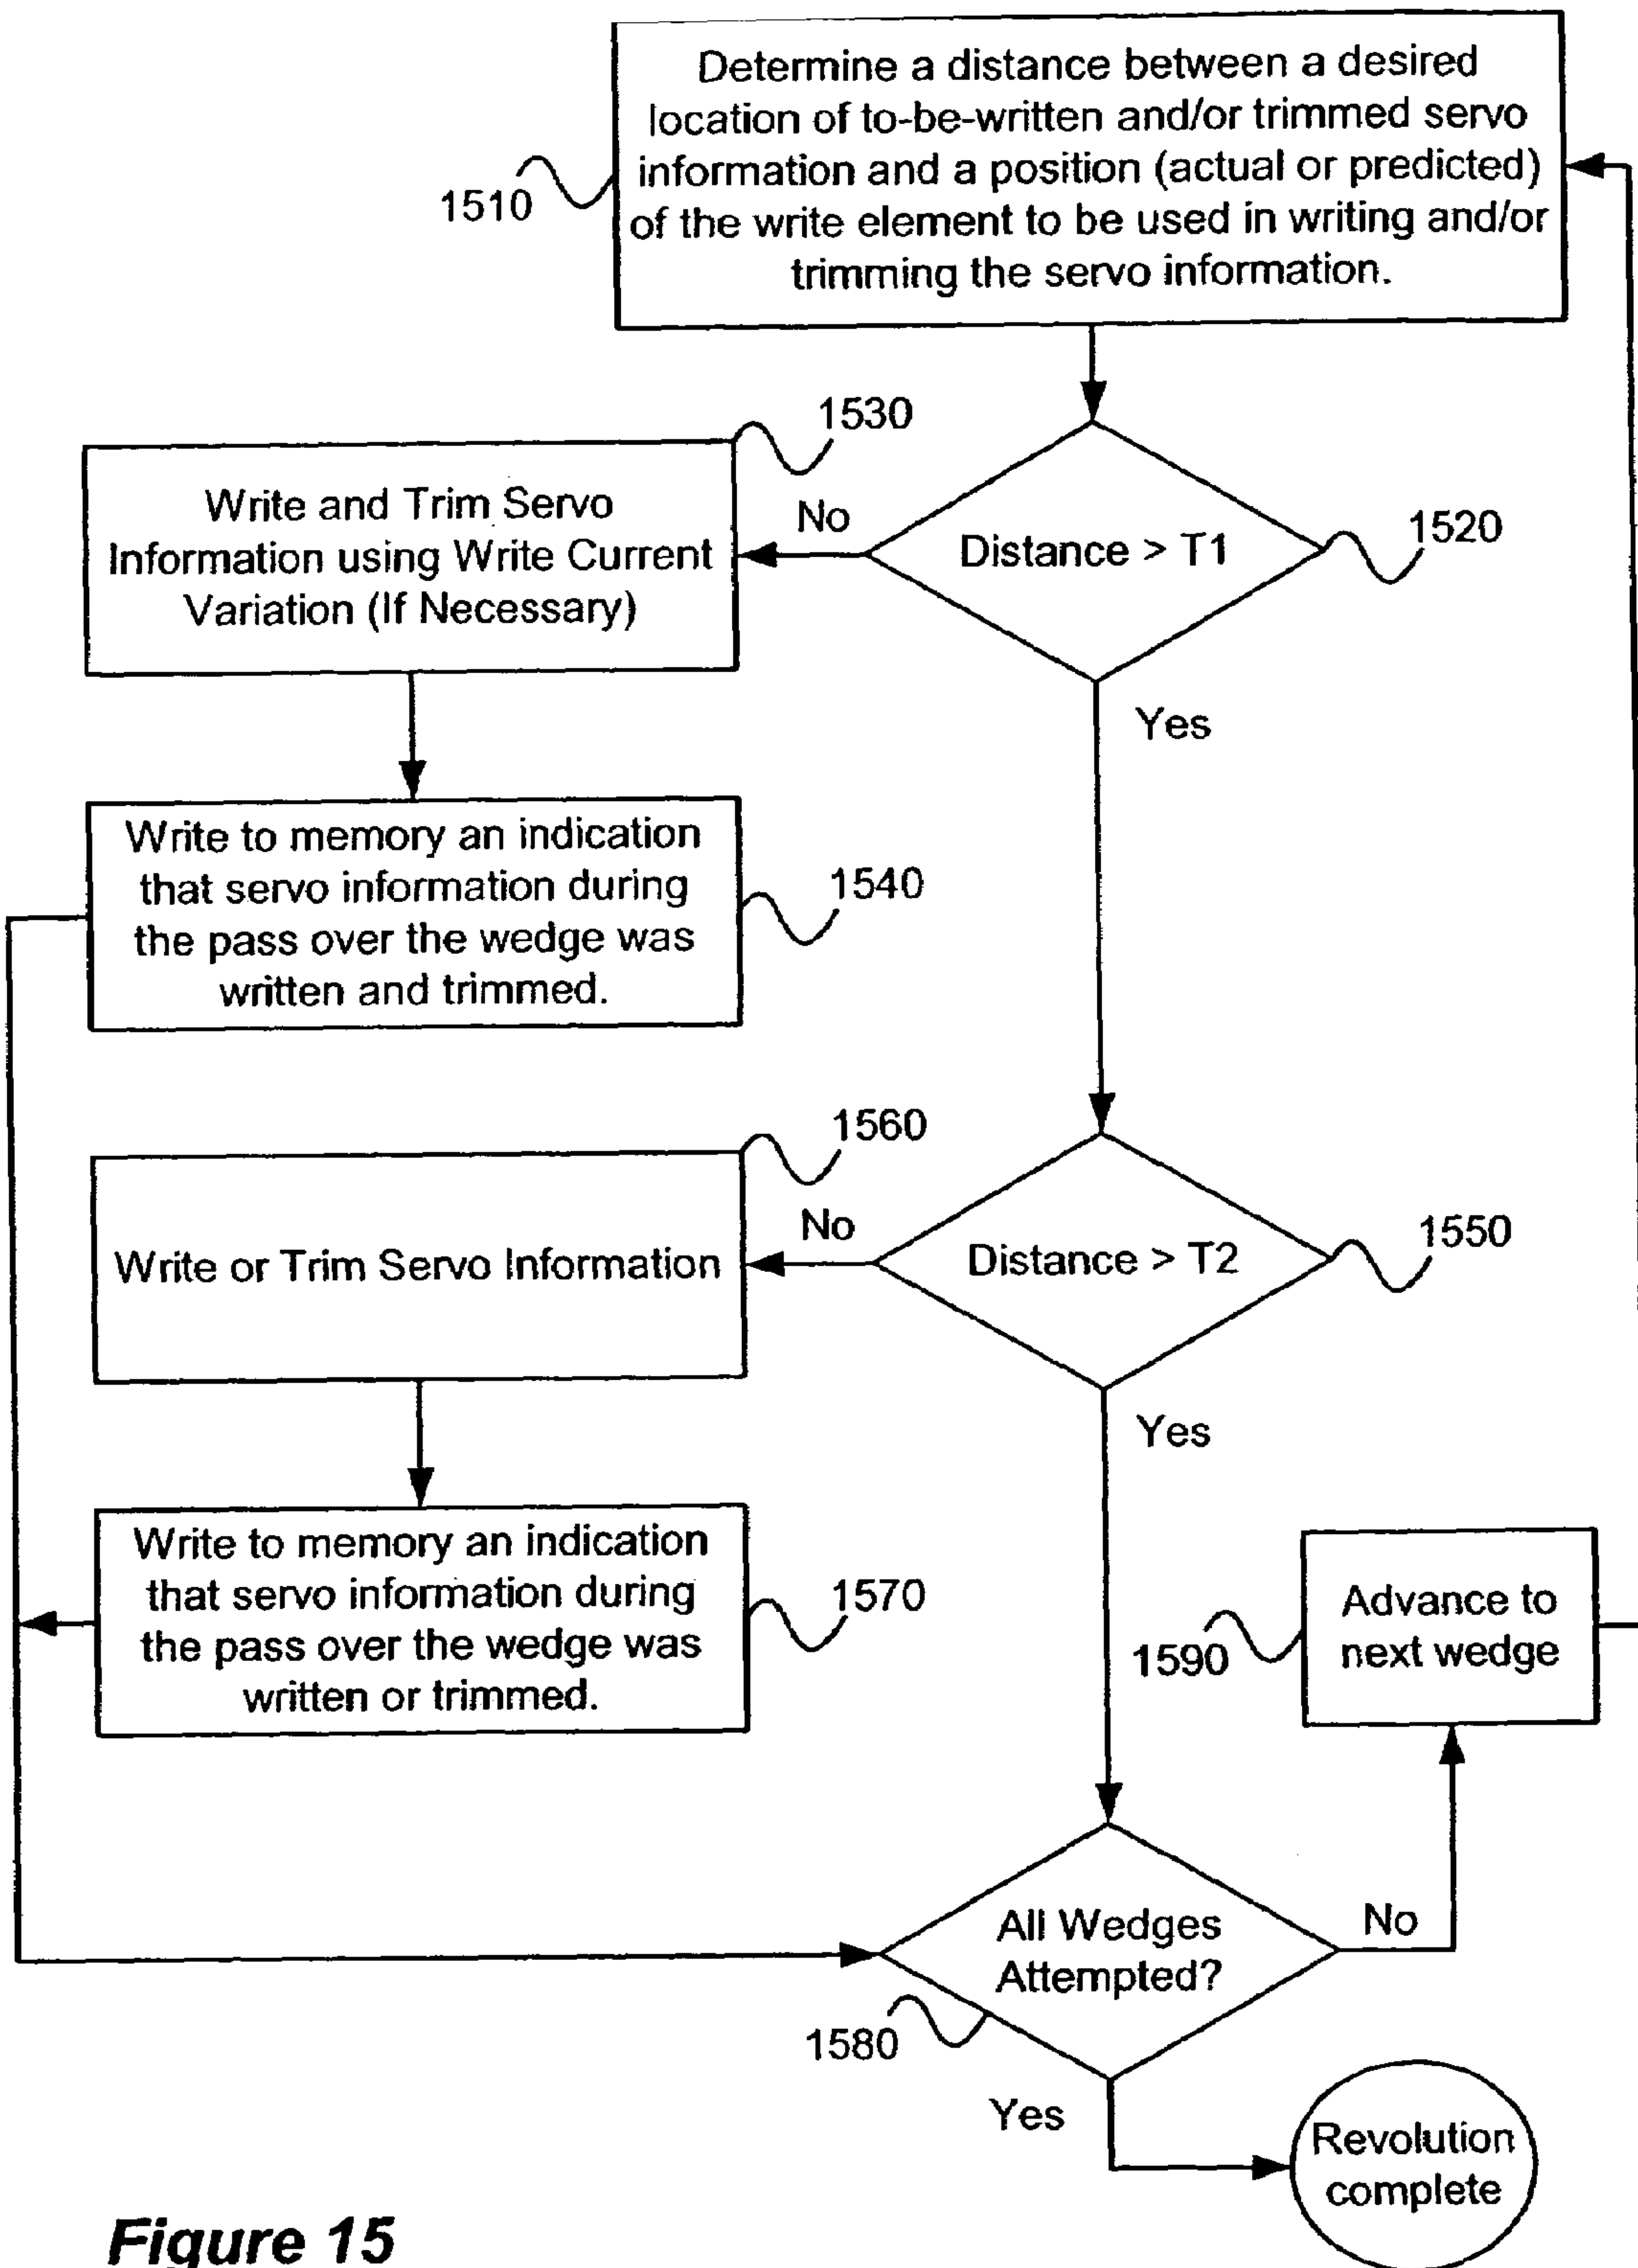 Determine a distance between a desired
location of to-be-written and/or trimmed servo
information and a position (actual or predicted)
of the write element to be used in writing and/or
trimming the servo information.
1510
1530
Write and Trim Servo
Information using Write Current
Variation (If Necessary)
No
Distance > T1
1520
Yes
Write to memory an indication
that servo information during
the pass over the wedge was
written and trimmed.
1540
1560
Write or Trim Servo Information
No
Distance > T2
1550
Yes
Write to memory an indication
that servo information during
the pass over the wedge was
written or trimmed.
1570
Advance to
next wedge
1590
All Wedges
Attempted?
No
1580
Yes
Revolution
complete
Figure 15